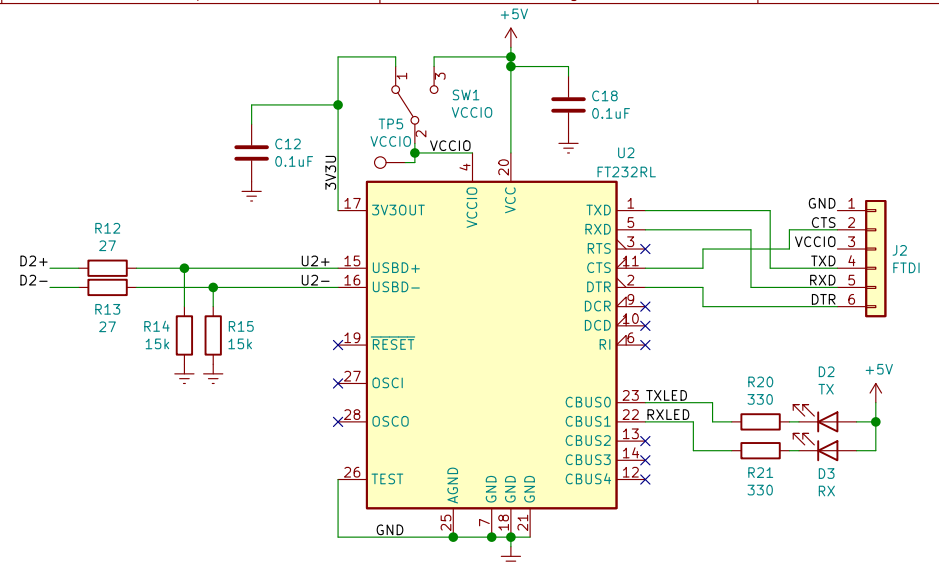 +5V
1
3
SW1
VCCIO
C18
0.1uF
TP5
VCCIO
2
C12
0.1uF
3V3U
VCCIO
4
20
U2
FT232RL
VCCIO
VCC
17 3V3OUT
TXD 1
RXD 5
RTS 3
CTS 11
DTR 2
DCR 9
DCD 10
RI 6
GND 1
CTS 2
VCCIO 3
TXD 4
RXD 5
DTR 6
J2
FTDI
R12
27
D2+
D2-
R13
27
U2+ 15 USBD+
U2- 16 USBD-
R14
15k
R15
15k
19 RESET
27 OSCI
28 OSCO
26 TEST
CBUS0 23 TXLED
CBUS1 22 RXLED
CBUS2 13
CBUS3 14
CBUS4 12
R20
330
D2
TX
+5V
R21
330
D3
RX
AGND
GND
GND
GND
25
7
18
21
GND